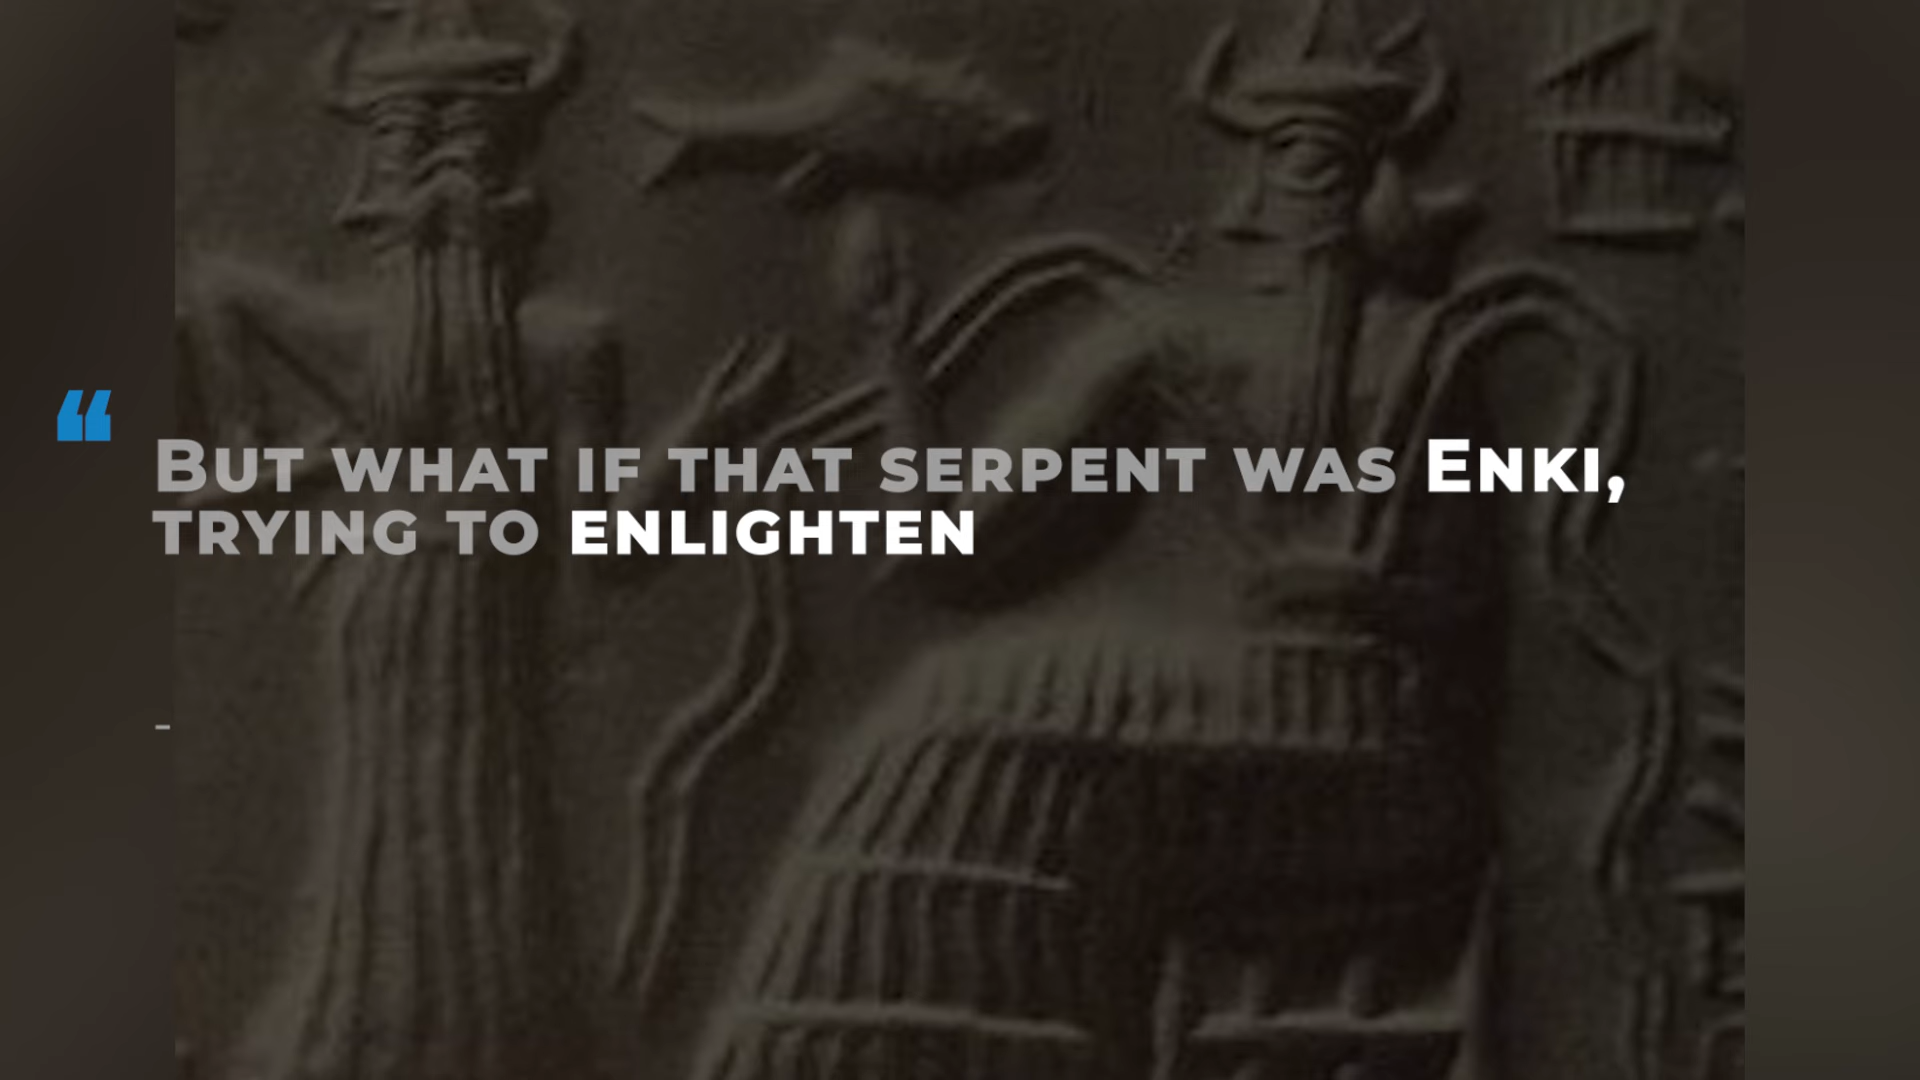 ❝
But what if that serpent was Enki,
trying to enlighten
-